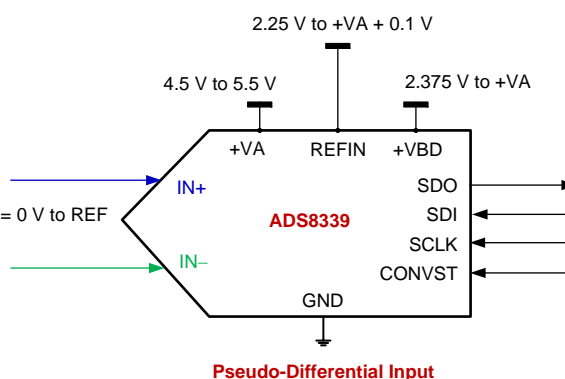 2.25 V to +VA + 0.1 V
4.5 V to 5.5 V
2.375 V to +VA
+VA
REFIN
+VBD
IN+
SDO
= 0 V to REF
ADS8339
SDI
SCLK
IN−
CONVST
GND
Pseudo-Differential Input